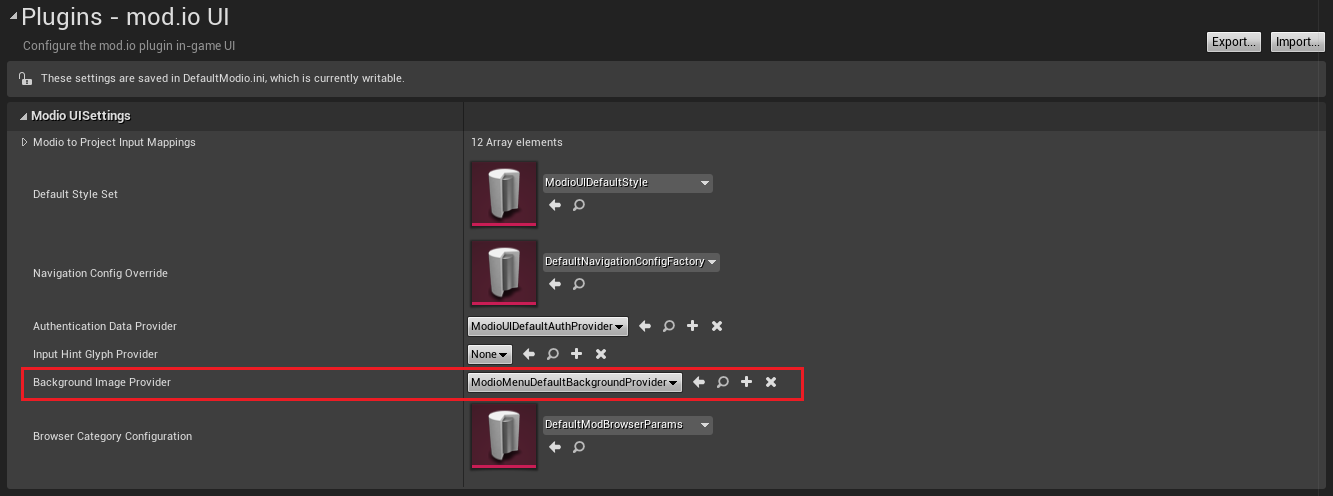 Plugins - mod.io UI
Configure the mod.io plugin in-game UI
Export... Import...
These settings are saved in DefaultModio.ini, which is currently writable.
Modio UISettings
Modio to Project Input Mappings 12 Array elements
Default Style Set ModioUIDefaultStyle
Navigation Config Override DefaultNavigationConfigFactory
Authentication Data Provider ModioUIDefaultAuthProvider
Input Hint Glyph Provider None
Background Image Provider ModioMenuDefaultBackgroundProvider
Browser Category Configuration DefaultModBrowserParams